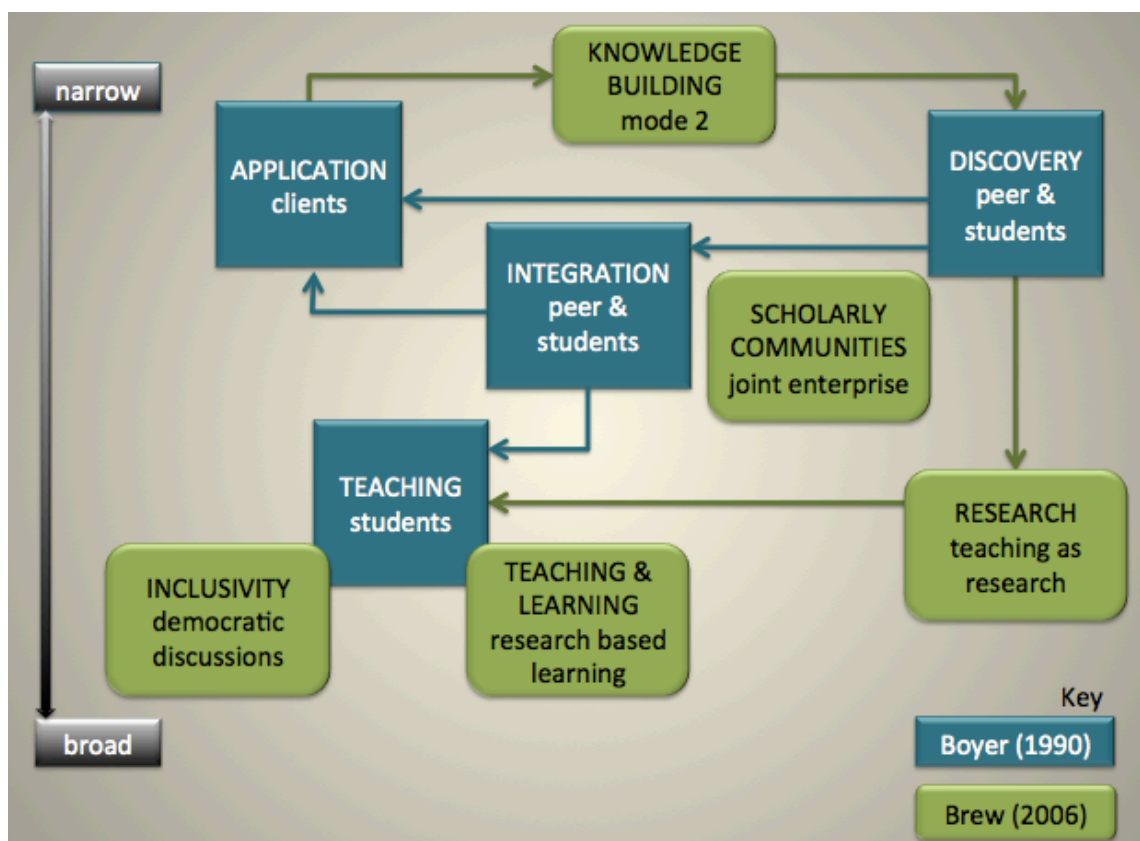 KNOWLEDGE
BUILDING
mode 2
narrow
APPLICATION
clients
DISCOVERY
peer &
students
INTEGRATION
peer &
students
SCHOLARLY
COMMUNITIES
joint enterprise
TEACHING
students
RESEARCH
teaching as
research
INCLUSIVITY
democratic
discussions
TEACHING &
LEARNING
research based
learning
broad
Key
Boyer (1990)
Brew (2006)